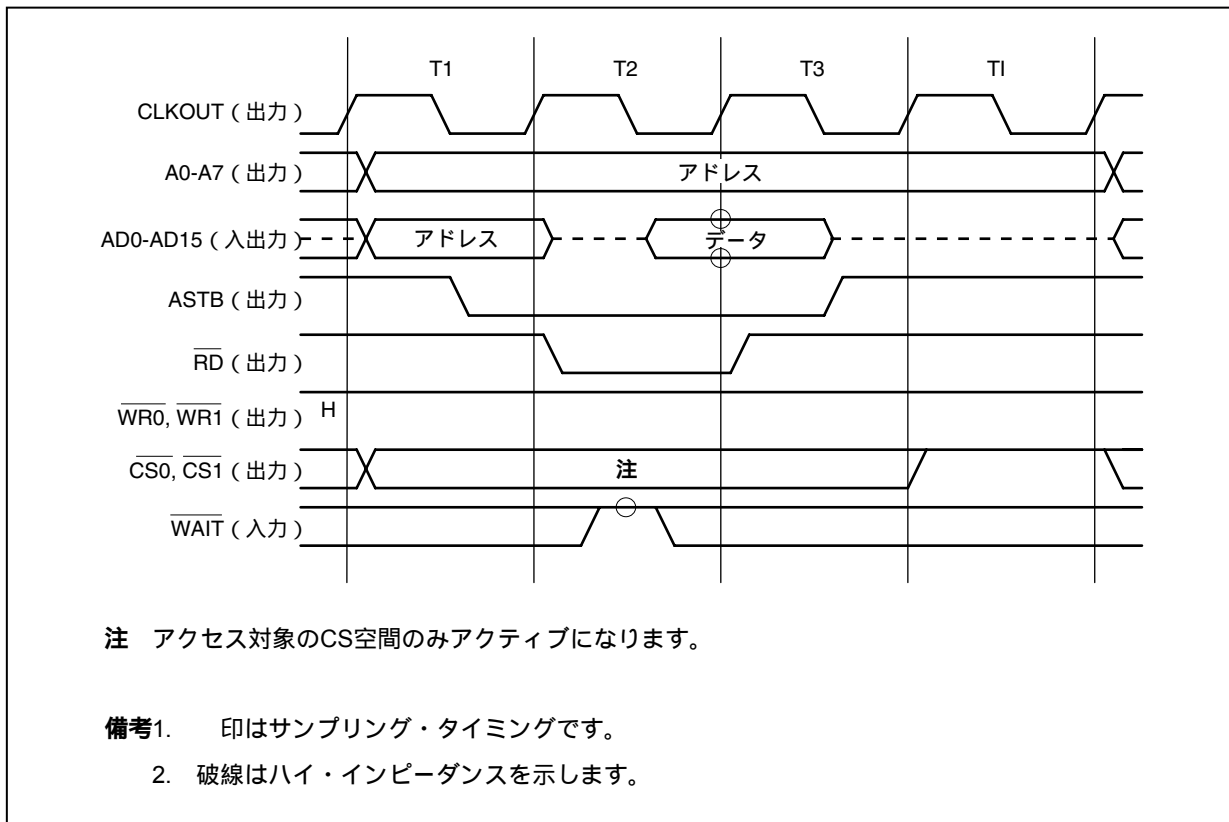 T1 T2 T3 TI
CLKOUT（出力）
A0-A7（出力） アドレス
AD0-AD15（入出力） アドレス データ
ASTB（出力）
RD（出力）
WR0, WR1（出力） H
CS0, CS1（出力） 注
WAIT（入力）
注 アクセス対象のCS空間のみアクティブになります。
備考1. 印はサンプリング・タイミングです。
2. 破線はハイ・インピーダンスを示します。